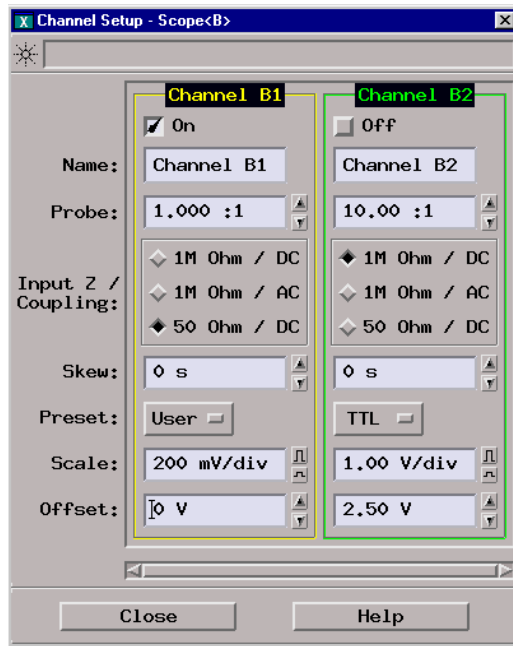 Channel Setup - Scope<B>
Channel B1 Channel B2
On Off
Name: Channel B1 Channel B2
Probe: 1.000 :1 10.00 :1
1M Ohm / DC 1M Ohm / DC
Input Z / Coupling: 1M Ohm / AC 1M Ohm / AC
50 Ohm / DC 50 Ohm / DC
Skew: 0 s 0 s
Preset: User TTL
Scale: 200 mV/div 1.00 V/div
Offset: 0 V 2.50 V
Close Help